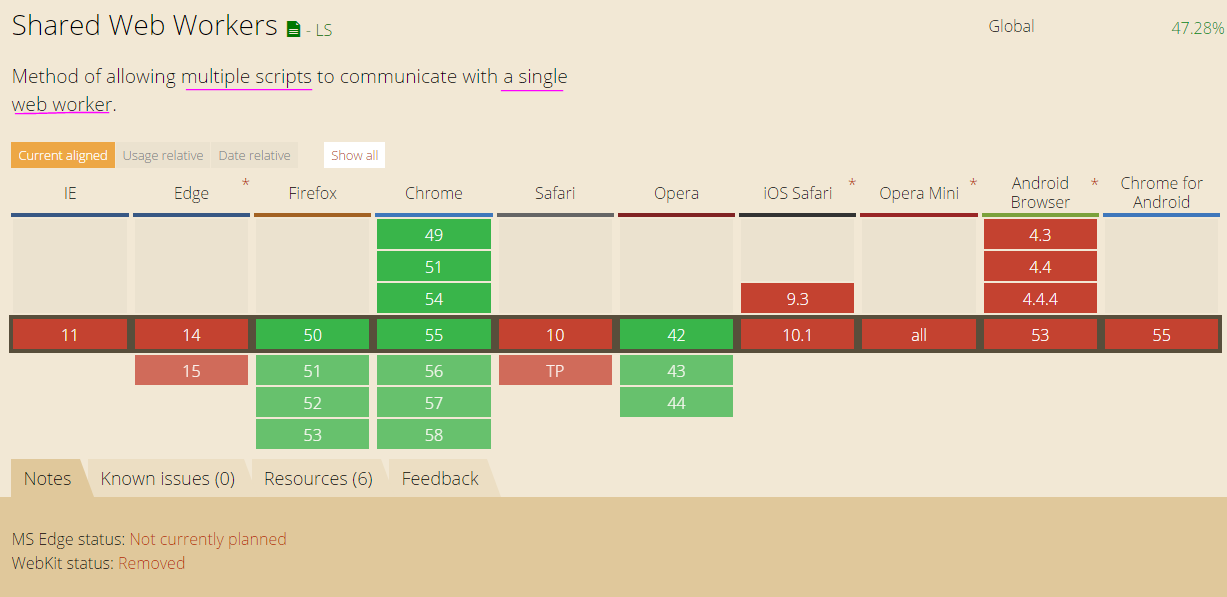 Shared Web Workers - LS Global 47.28%
Method of allowing multiple scripts to communicate with a single
web worker.
Current aligned Usage relative Date relative Show all
IE Edge * Firefox Chrome Safari Opera iOS Safari * Opera Mini * Android Browser * Chrome for Android
49 4.3
51 4.4
54 9.3 4.4.4
11 14 50 55 10 42 10.1 all 53 55
15 51 56 TP 43
52 57 44
53 58
Notes Known issues (0) Resources (6) Feedback
MS Edge status: Not currently planned
WebKit status: Removed